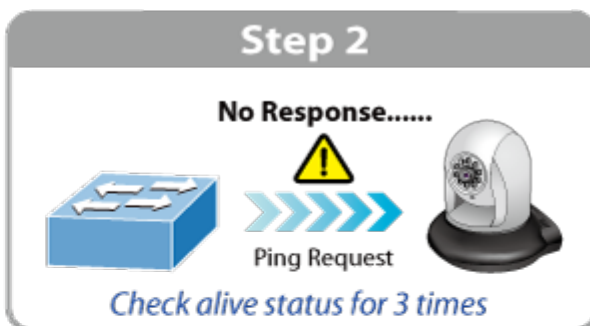 Step 2
No Response......
Ping Request
Check alive status for 3 times